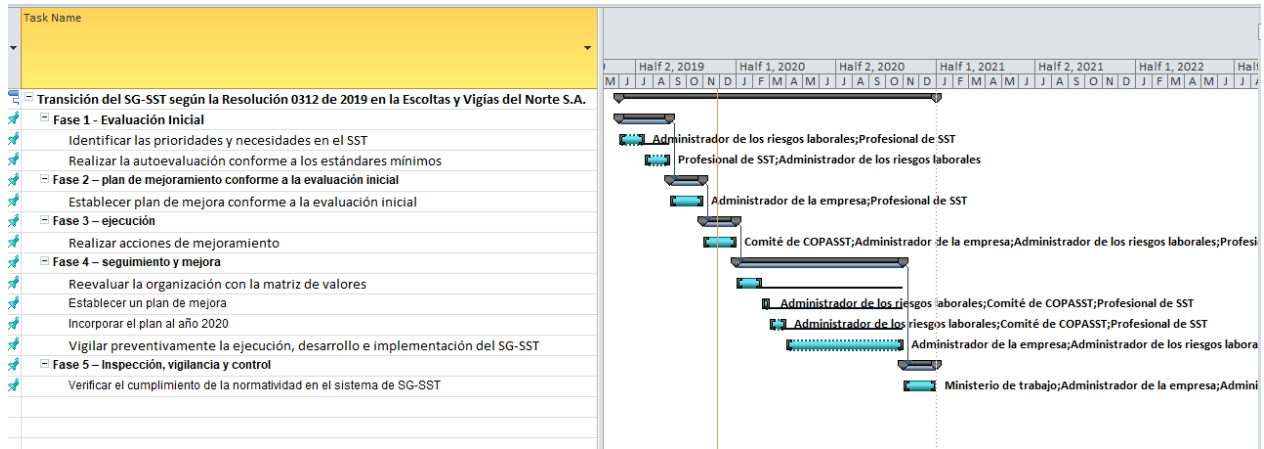 Task Name
Half 2, 2019 Half 1, 2020 Half 2, 2020 Half 1, 2021 Half 2, 2021 Half 1, 2022 Half
M J J A S O N D J F M A M J J A S O N D J F M A M J J A S O N D J F M A M J J
Transición del SG-SST según la Resolución 0312 de 2019 en la Escoltas y Vigías del Norte S.A.
Fase 1 - Evaluación Inicial
Identificar las prioridades y necesidades en el SST Administrador de los riesgos laborales;Profesional de SST
Realizar la autoevaluación conforme a los estándares mínimos Profesional de SST;Administrador de los riesgos laborales
Fase 2 – plan de mejoramiento conforme a la evaluación inicial
Establecer plan de mejora conforme a la evaluación inicial Administrador de la empresa;Profesional de SST
Fase 3 – ejecución
Realizar acciones de mejoramiento Comité de COPASST;Administrador de la empresa;Administrador de los riesgos laborales;Profesi
Fase 4 – seguimiento y mejora
Reevaluar la organización con la matriz de valores
Establecer un plan de mejora Administrador de los riesgos laborales;Comité de COPASST;Profesional de SST
Incorporar el plan al año 2020 Administrador de los riesgos laborales;Comité de COPASST;Profesional de SST
Vigilar preventivamente la ejecución, desarrollo e implementación del SG-SST Administrador de la empresa;Administrador de los riesgos labora
Fase 5 – Inspección, vigilancia y control
Verificar el cumplimiento de la normatividad en el sistema de SG-SST Ministerio de trabajo;Administrador de la empresa;Admini